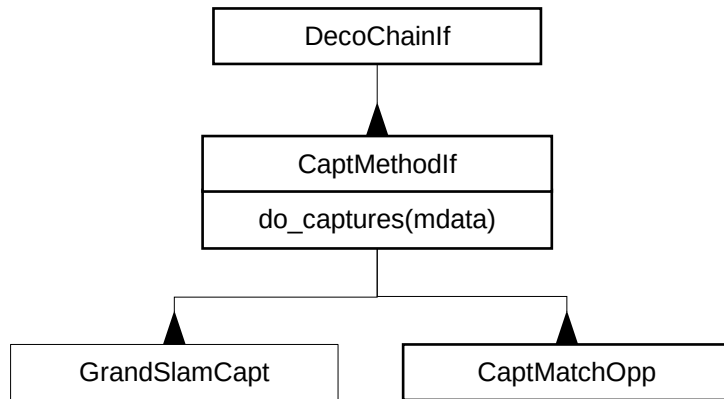 DecoChainIf
CaptMethodIf
do_captures(mdata)
GrandSlamCapt
CaptMatchOpp